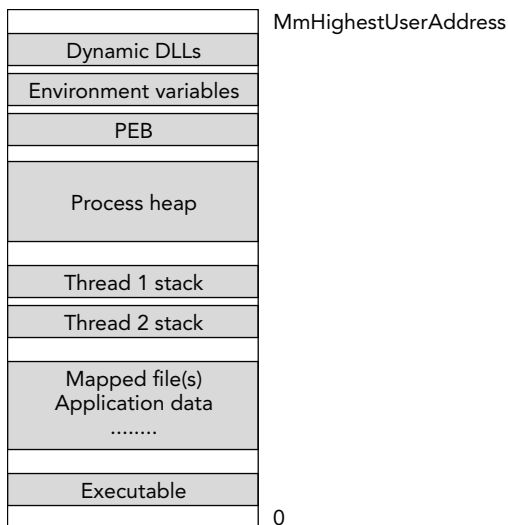 MmHighestUserAddress
Dynamic DLLs
Environment variables
PEB
Process heap
Thread 1 stack
Thread 2 stack
Mapped file(s)
Application data
........
Executable
0